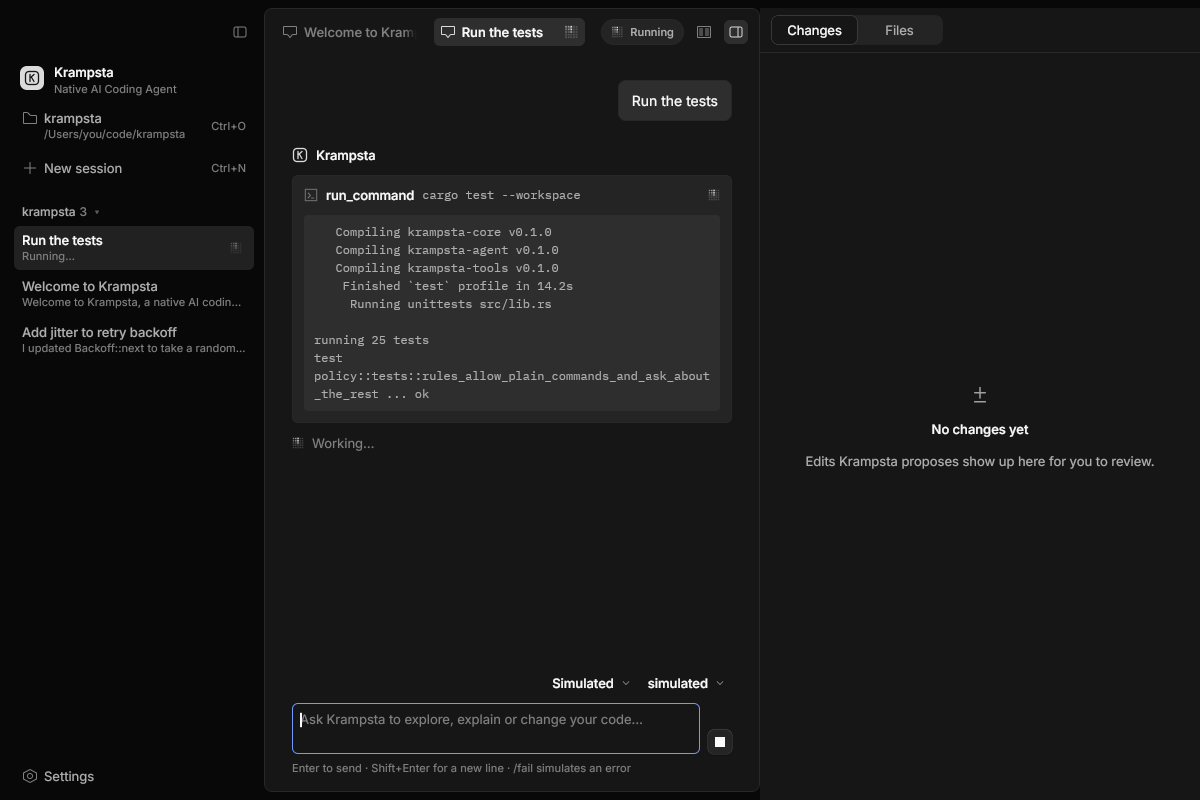 Krampsta
Native AI Coding Agent
krampsta
/Users/you/code/krampsta
Ctrl+O
New session
Ctrl+N
krampsta 3
Run the tests
Running...
Welcome to Krampsta
Welcome to Krampsta, a native AI codin...
Add jitter to retry backoff
I updated Backoff::next to take a random...
Settings
Welcome to Kram
Run the tests
Running
Run the tests
K Krampsta
run_command cargo test --workspace
Compiling krampsta-core v0.1.0
Compiling krampsta-agent v0.1.0
Compiling krampsta-tools v0.1.0
Finished `test` profile in 14.2s
Running unittests src/lib.rs
running 25 tests
test
policy::tests::rules_allow_plain_commands_and_ask_about
_the_rest ... ok
Working...
Simulated
simulated
Ask Krampsta to explore, explain or change your code...
Enter to send · Shift+Enter for a new line · /fail simulates an error
Changes
Files
No changes yet
Edits Krampsta proposes show up here for you to review.